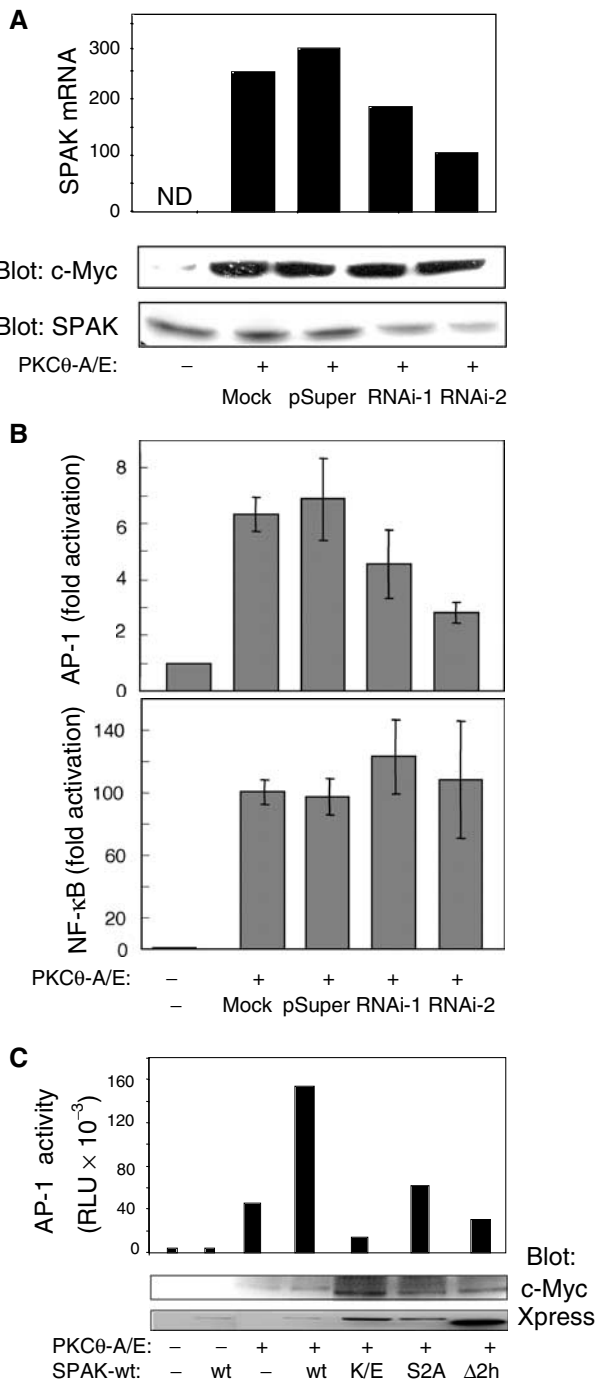 A
SPAK mRNA
300
200
100
0
ND
Blot: c-Myc
Blot: SPAK
PKCθ-A/E: – + + + +
Mock pSuper RNAi-1 RNAi-2
B
AP-1 (fold activation)
8
6
4
2
0
NF-κB (fold activation)
140
100
60
20
0
PKCθ-A/E: – + + + +
– Mock pSuper RNAi-1 RNAi-2
C
AP-1 activity
(RLU × 10⁻³)
160
120
80
40
0
Blot:
c-Myc
Xpress
PKCθ-A/E: – – + + + + +
SPAK-wt: – wt – wt K/E S2A Δ2h